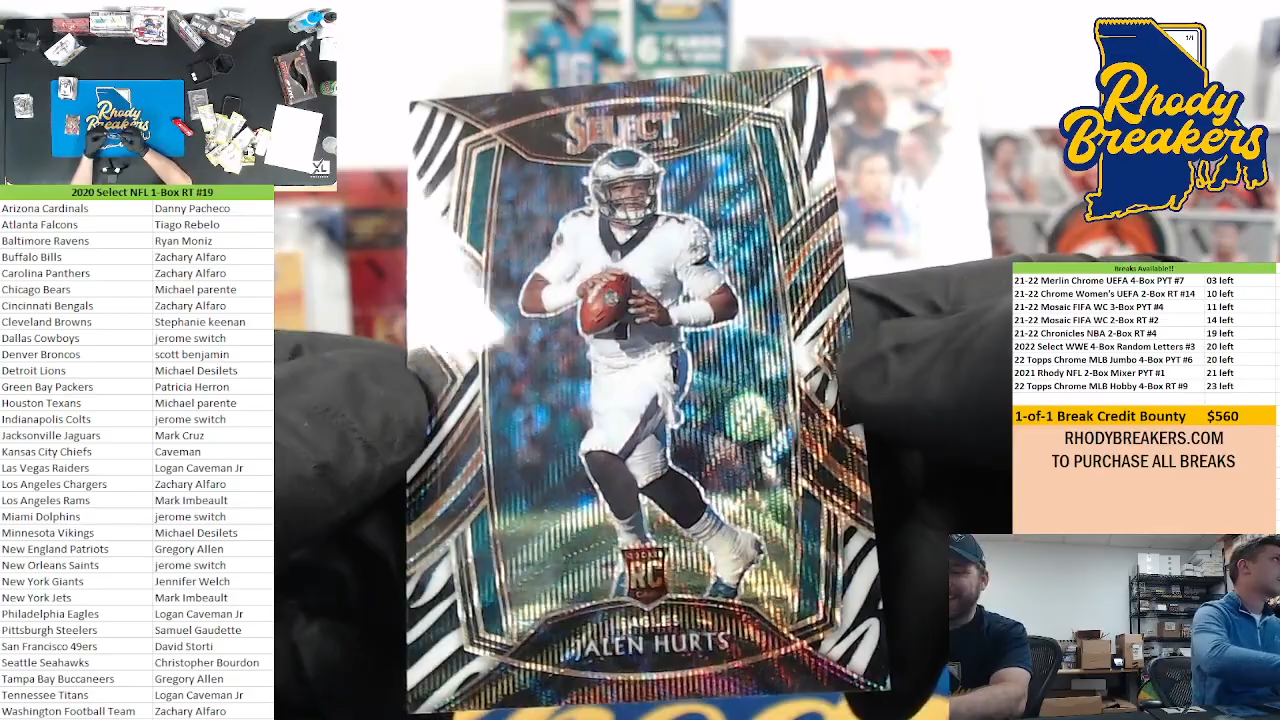 2020 Select NFL 1-Box RT #19
Arizona Cardinals Danny Pacheco
Atlanta Falcons Tiago Rebelo
Baltimore Ravens Ryan Moniz
Buffalo Bills Zachary Alfaro
Carolina Panthers Zachary Alfaro
Chicago Bears Michael parente
Cincinnati Bengals Zachary Alfaro
Cleveland Browns Stephanie keenan
Dallas Cowboys jerome switch
Denver Broncos scott benjamin
Detroit Lions Michael Desilets
Green Bay Packers Patricia Herron
Houston Texans Michael parente
Indianapolis Colts jerome switch
Jacksonville Jaguars Mark Cruz
Kansas City Chiefs Caveman
Las Vegas Raiders Logan Caveman Jr
Los Angeles Chargers Zachary Alfaro
Los Angeles Rams Mark Imbeault
Miami Dolphins jerome switch
Minnesota Vikings Michael Desilets
New England Patriots Gregory Allen
New Orleans Saints jerome switch
New York Giants Jennifer Welch
New York Jets Mark Imbeault
Philadelphia Eagles Logan Caveman Jr
Pittsburgh Steelers Samuel Gaudette
San Francisco 49ers David Storti
Seattle Seahawks Christopher Bourdon
Tampa Bay Buccaneers Gregory Allen
Tennessee Titans Logan Caveman Jr
Washington Football Team Zachary Alfaro
Rhody
Breakers
SELECT
2020
RC
JALEN HURTS
1/1
Rhody
Breakers
Breaks Available!!
21-22 Merlin Chrome UEFA 4-Box PYT #7 03 left
21-22 Chrome Women's UEFA 2-Box RT #14 10 left
21-22 Mosaic FIFA WC 3-Box PYT #4 11 left
21-22 Mosaic FIFA WC 2-Box RT #2 14 left
21-22 Chronicles NBA 2-Box RT #4 19 left
2022 Select WWE 4-Box Random Letters #3 20 left
22 Topps Chrome MLB Jumbo 4-Box PYT #6 20 left
2021 Rhody NFL 2-Box Mixer PYT #1 21 left
22 Topps Chrome MLB Hobby 4-Box RT #9 23 left
1-of-1 Break Credit Bounty $560
RHODYBREAKERS.COM
TO PURCHASE ALL BREAKS